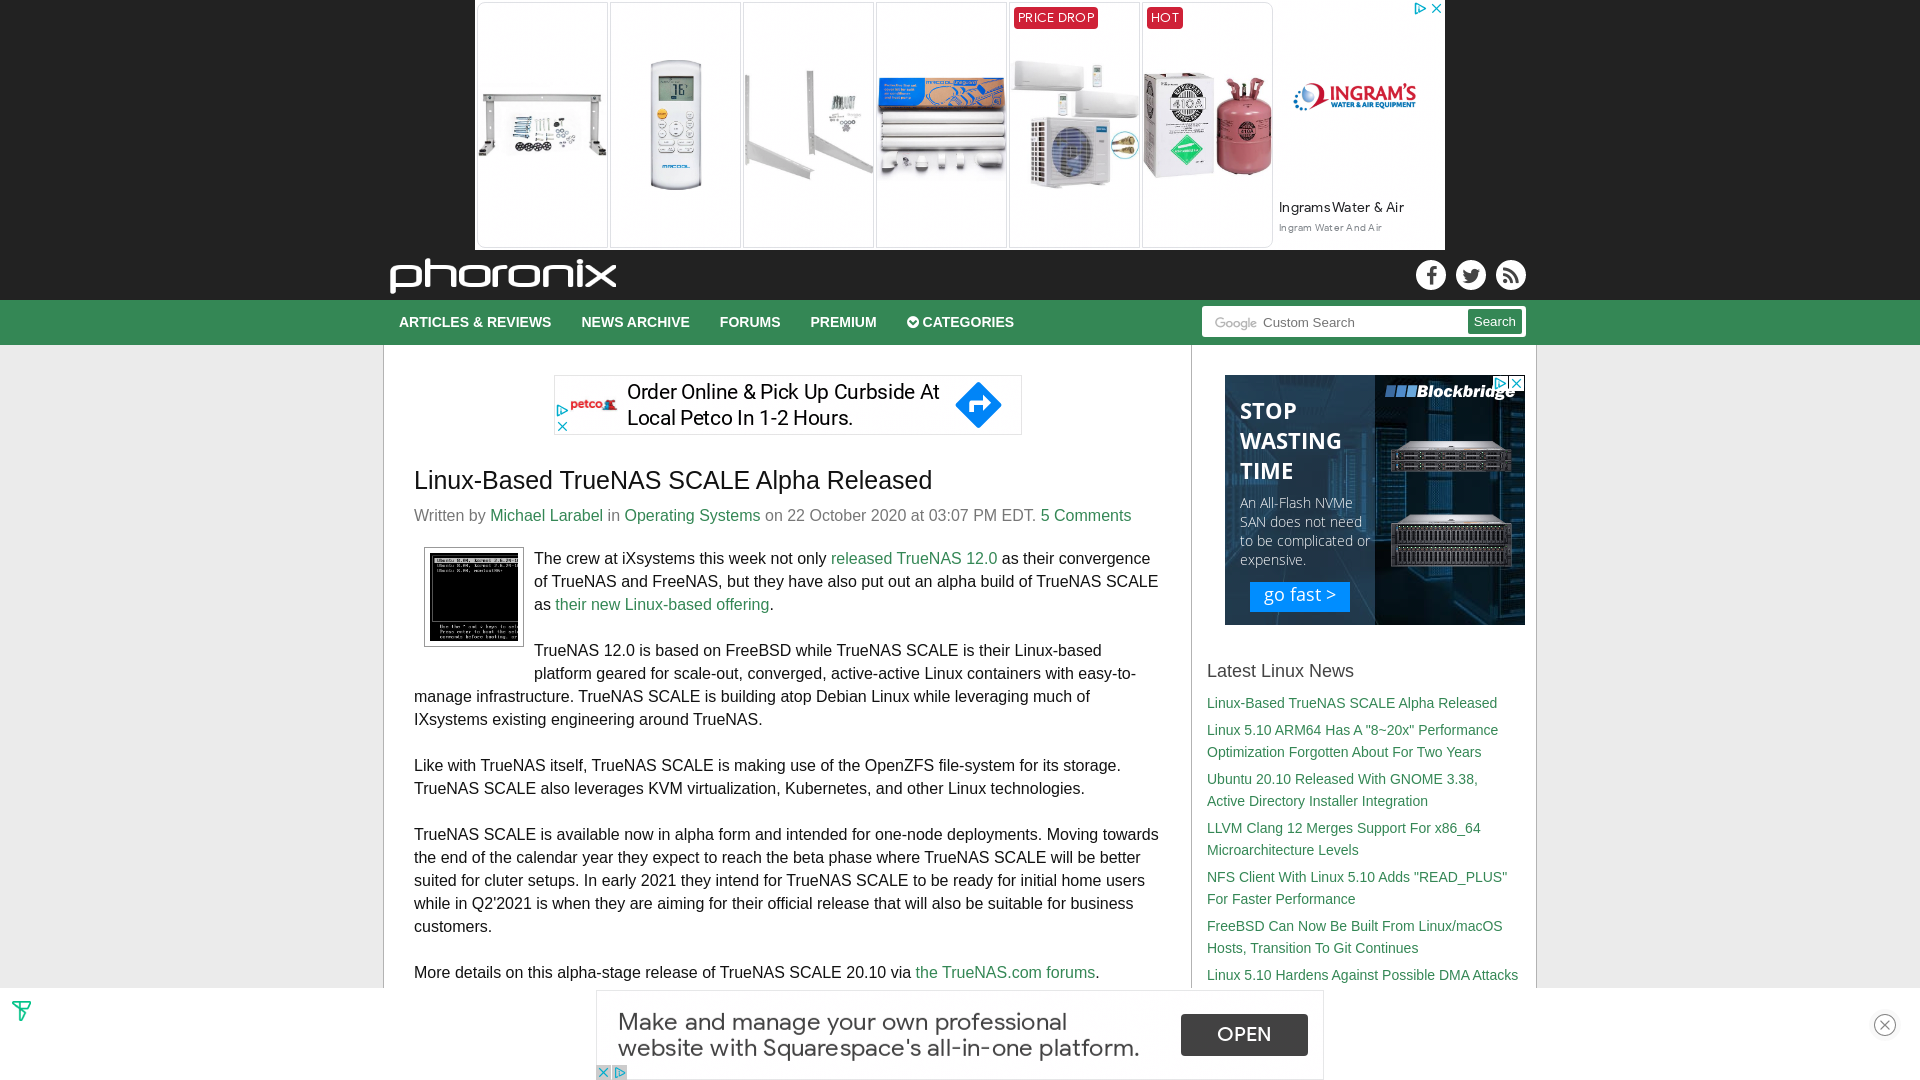 PRICE DROP
HOT
76
MRCOOL
410A
410A
INGRAM'S
WATER & AIR EQUIPMENT
IngramsWater & Air
Ingram Water And Air
phoronix
ARTICLES & REVIEWS
NEWS ARCHIVE
FORUMS
PREMIUM
CATEGORIES
Google
Custom Search
Search
petco
Order Online & Pick Up Curbside At
Local Petco In 1-2 Hours.
Linux-Based TrueNAS SCALE Alpha Released
Written by Michael Larabel in Operating Systems on 22 October 2020 at 03:07 PM EDT. 5 Comments
The crew at iXsystems this week not only released TrueNAS 12.0 as their convergence
of TrueNAS and FreeNAS, but they have also put out an alpha build of TrueNAS SCALE
as their new Linux-based offering.
TrueNAS 12.0 is based on FreeBSD while TrueNAS SCALE is their Linux-based
platform geared for scale-out, converged, active-active Linux containers with easy-to-
manage infrastructure. TrueNAS SCALE is building atop Debian Linux while leveraging much of
IXsystems existing engineering around TrueNAS.
Like with TrueNAS itself, TrueNAS SCALE is making use of the OpenZFS file-system for its storage.
TrueNAS SCALE also leverages KVM virtualization, Kubernetes, and other Linux technologies.
TrueNAS SCALE is available now in alpha form and intended for one-node deployments. Moving towards
the end of the calendar year they expect to reach the beta phase where TrueNAS SCALE will be better
suited for cluter setups. In early 2021 they intend for TrueNAS SCALE to be ready for initial home users
while in Q2'2021 is when they are aiming for their official release that will also be suitable for business
customers.
More details on this alpha-stage release of TrueNAS SCALE 20.10 via the TrueNAS.com forums.
Blockbridge
STOP
WASTING
TIME
An All-Flash NVMe
SAN does not need
to be complicated or
expensive.
go fast >
Latest Linux News
Linux-Based TrueNAS SCALE Alpha Released
Linux 5.10 ARM64 Has A "8~20x" Performance
Optimization Forgotten About For Two Years
Ubuntu 20.10 Released With GNOME 3.38,
Active Directory Installer Integration
LLVM Clang 12 Merges Support For x86_64
Microarchitecture Levels
NFS Client With Linux 5.10 Adds "READ_PLUS"
For Faster Performance
FreeBSD Can Now Be Built From Linux/macOS
Hosts, Transition To Git Continues
Linux 5.10 Hardens Against Possible DMA Attacks
Make and manage your own professional
website with Squarespace's all-in-one platform.
OPEN